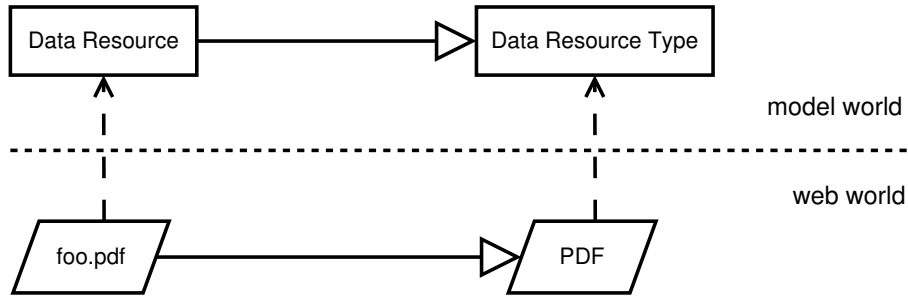 Data Resource
Data Resource Type
model world
web world
foo.pdf
PDF